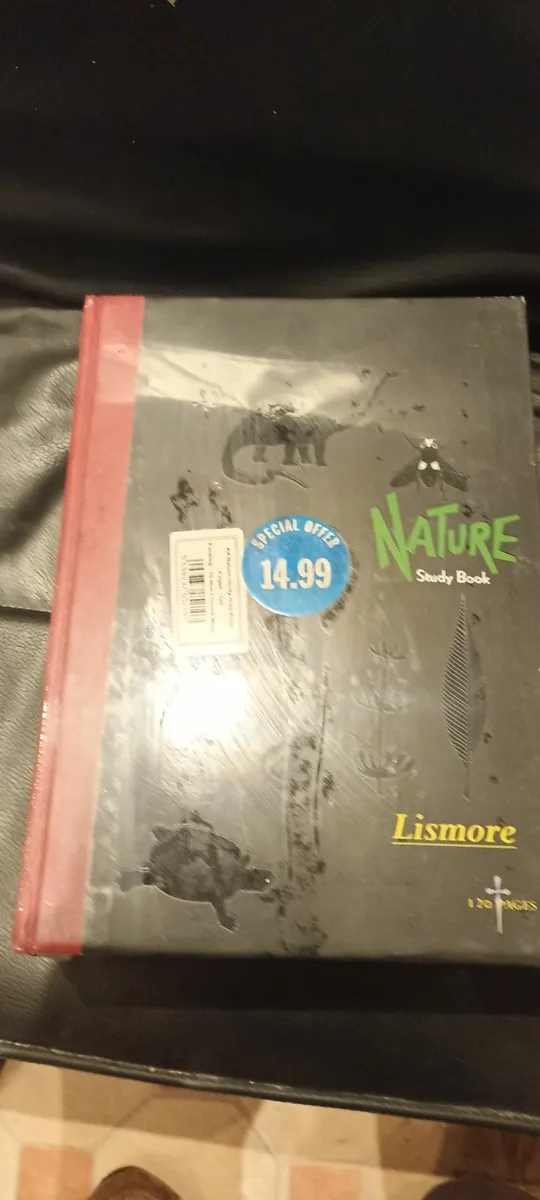 SPECIAL OFFER
14.99
NATURE
Study Book
Lismore
120 PAGES